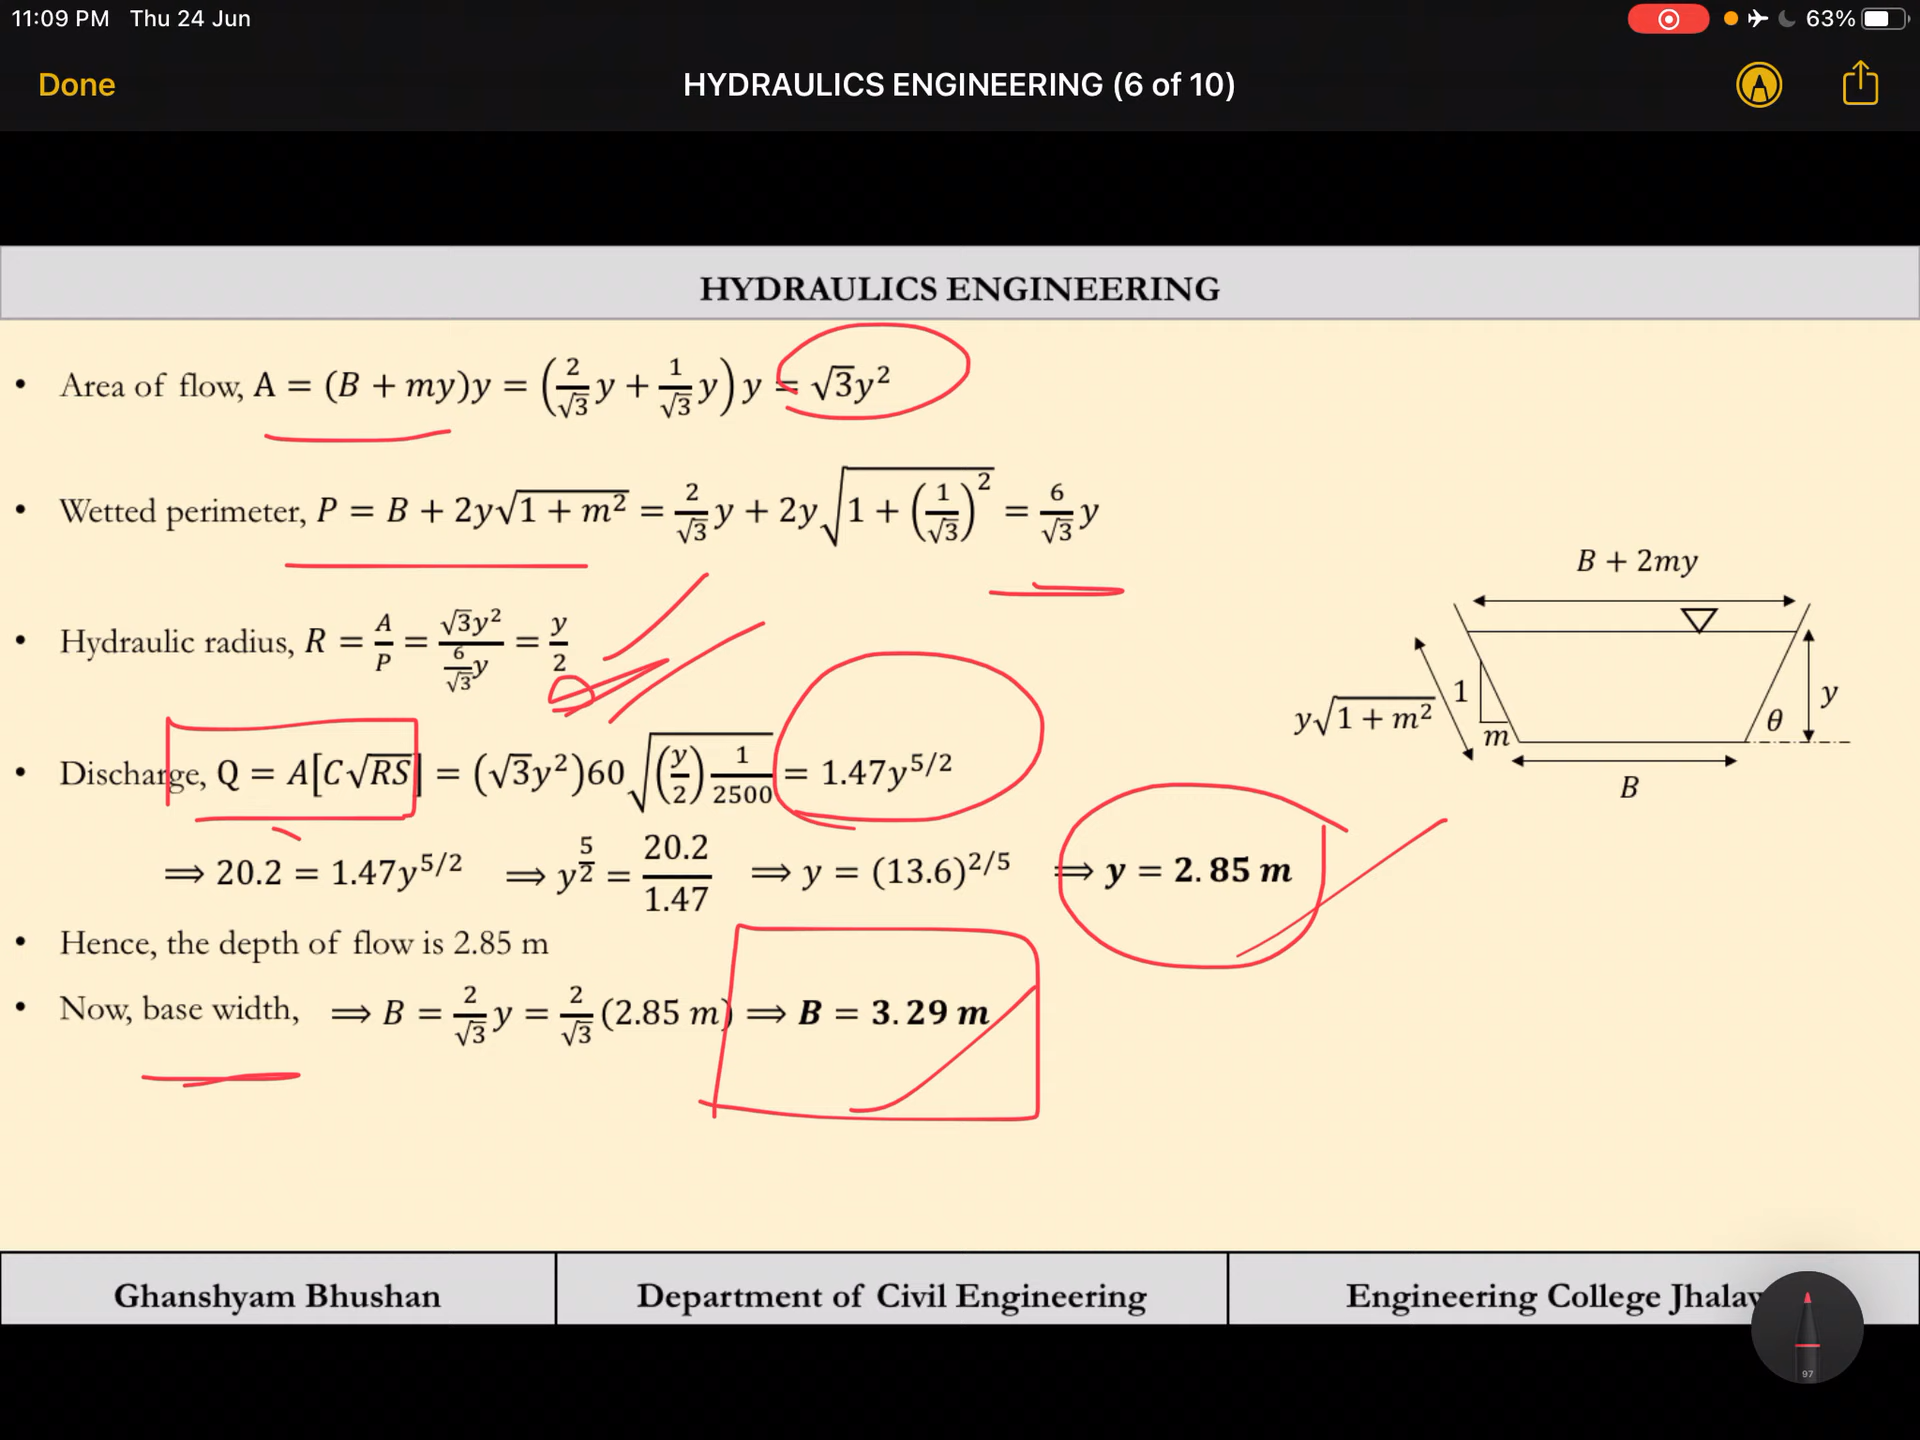 11:09 PM Thu 24 Jun
63%
Done
HYDRAULICS ENGINEERING (6 of 10)
HYDRAULICS ENGINEERING
• Area of flow, A = (B + my)y = (2/√3 y + 1/√3 y) y = √3y²
• Wetted perimeter, P = B + 2y√(1 + m²) = 2/√3 y + 2y√(1 + (1/√3)²) = 6/√3 y
• Hydraulic radius, R = A/P = √3y²/(6/√3 y) = y/2
• Discharge, Q = A[C√RS] = (√3y²)60√((y/2) 1/2500) = 1.47y^5/2
⟹ 20.2 = 1.47y^5/2 ⟹ y^5/2 = 20.2/1.47 ⟹ y = (13.6)^2/5 ⟹ y = 2.85 m
• Hence, the depth of flow is 2.85 m
• Now, base width, ⟹ B = 2/√3 y = 2/√3 (2.85 m) ⟹ B = 3.29 m
B + 2my
y√(1 + m²)
1
m
θ
y
B
Ghanshyam Bhushan
Department of Civil Engineering
Engineering College Jhalaw
97